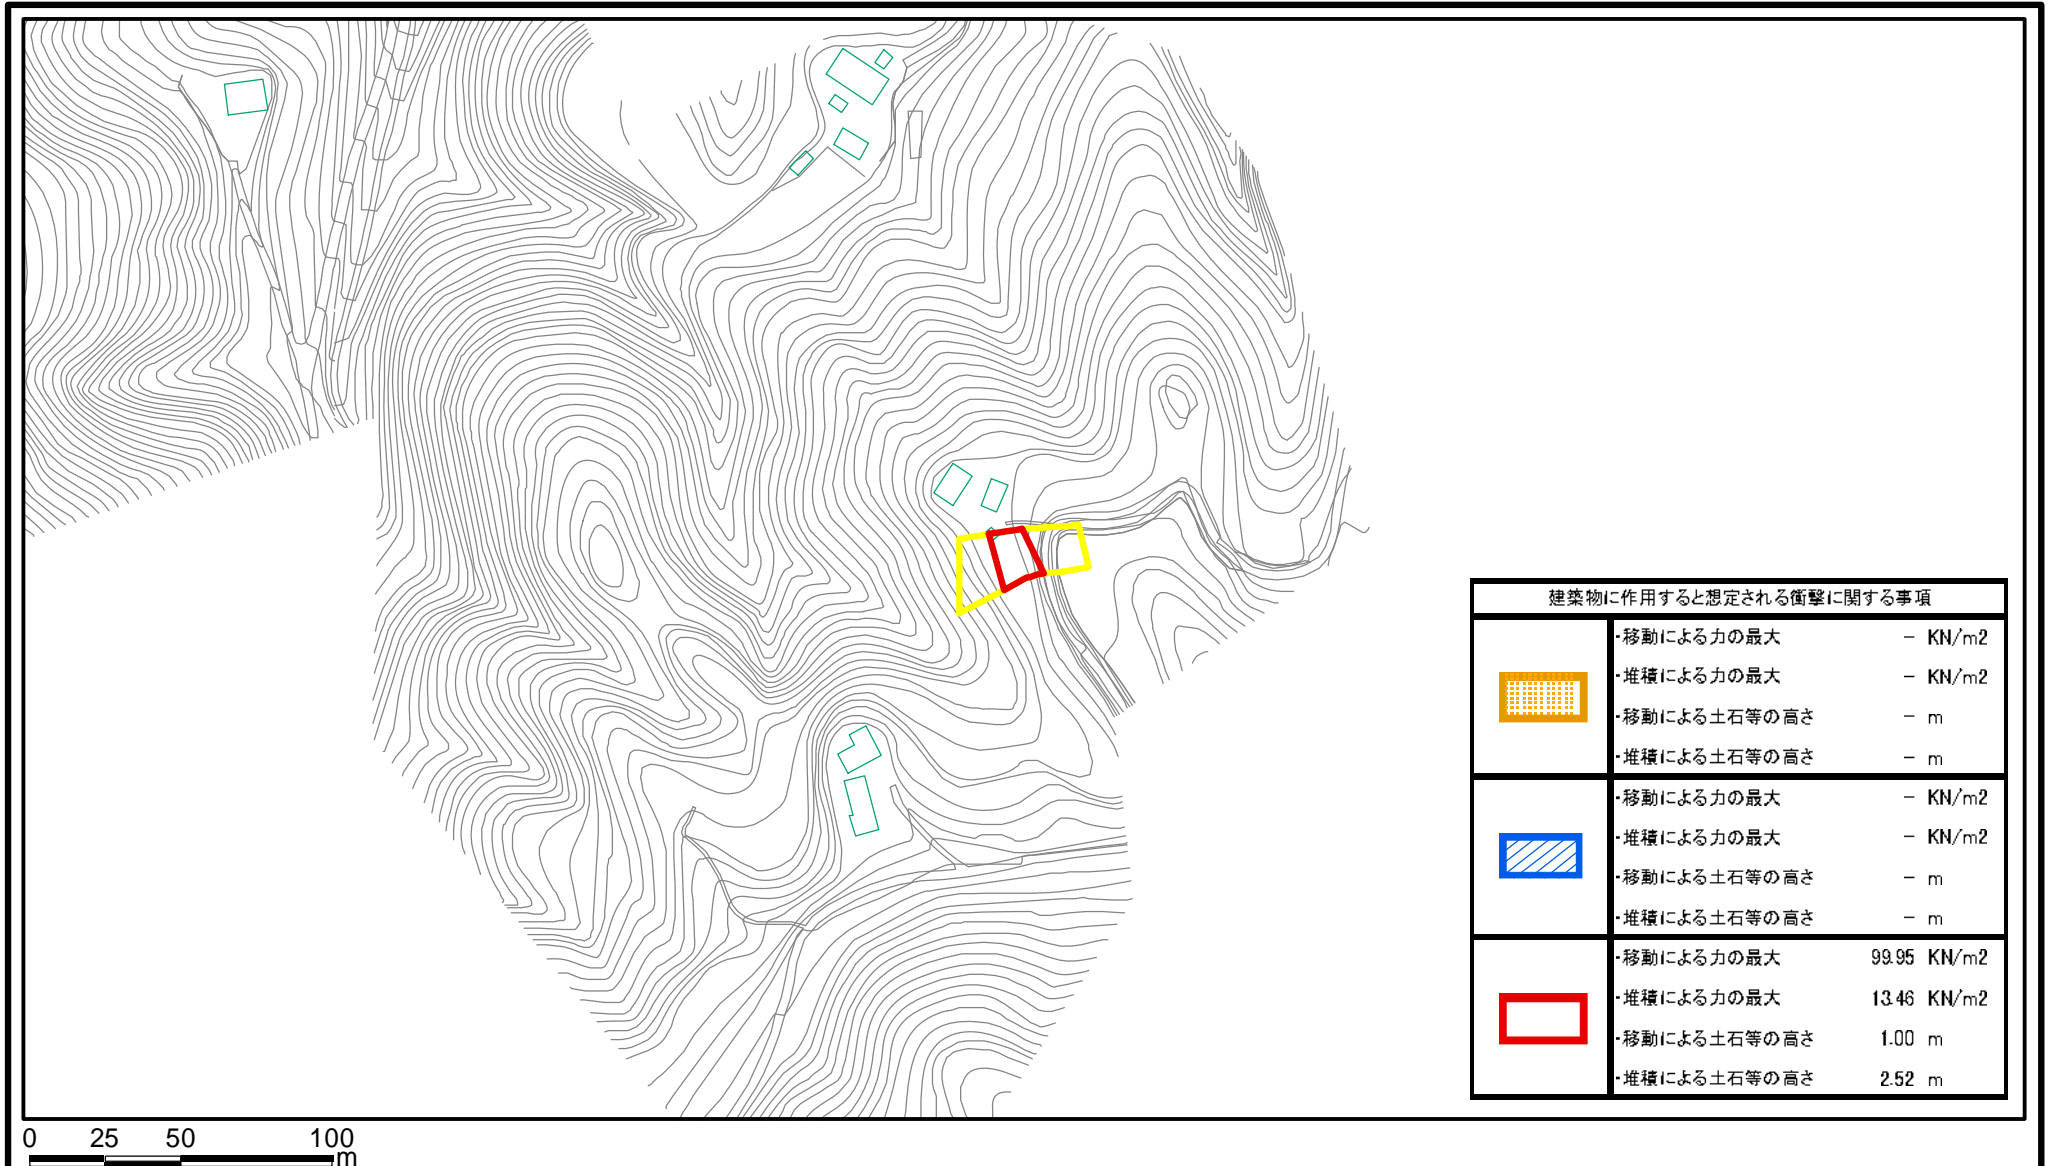 建築物に作用すると想定される衝撃に関する事項
・移動による力の最大 － KN/m2
・堆積による力の最大 － KN/m2
・移動による土石等の高さ － m
・堆積による土石等の高さ － m
・移動による力の最大 － KN/m2
・堆積による力の最大 － KN/m2
・移動による土石等の高さ － m
・堆積による土石等の高さ － m
・移動による力の最大 99.95 KN/m2
・堆積による力の最大 13.46 KN/m2
・移動による土石等の高さ 1.00 m
・堆積による土石等の高さ 2.52 m
0 25 50 100
m